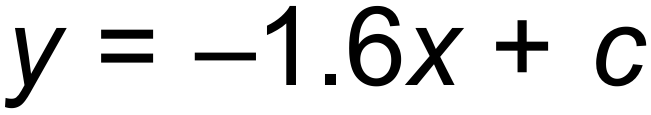 y = –1.6x + c